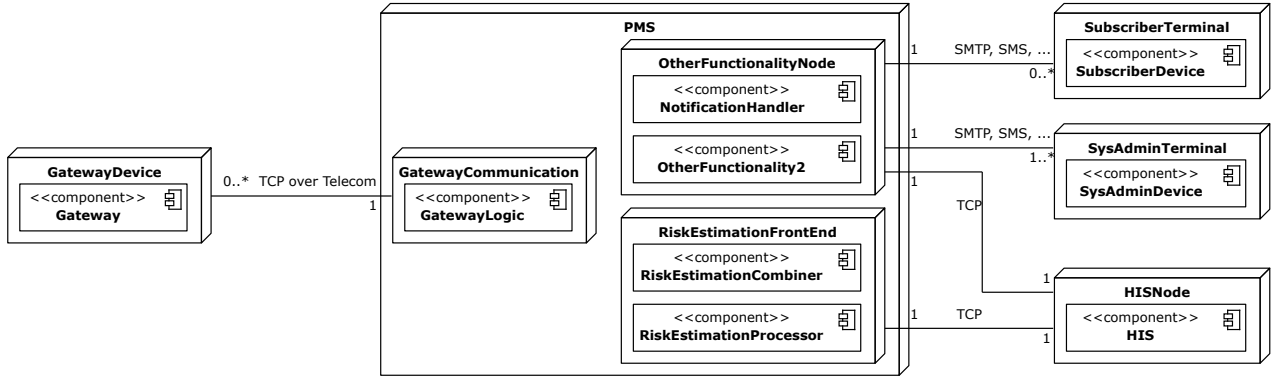 PMS
SubscriberTerminal
<<component>>
SubscriberDevice
1
SMTP, SMS, ...
0..*
OtherFunctionalityNode
<<component>>
NotificationHandler
<<component>>
OtherFunctionality2
1
SMTP, SMS, ...
1..*
SysAdminTerminal
<<component>>
SysAdminDevice
GatewayDevice
<<component>>
Gateway
0..*
TCP over Telecom
1
GatewayCommunication
<<component>>
GatewayLogic
1
TCP
1
RiskEstimationFrontEnd
<<component>>
RiskEstimationCombiner
<<component>>
RiskEstimationProcessor
1
TCP
1
HISNode
<<component>>
HIS